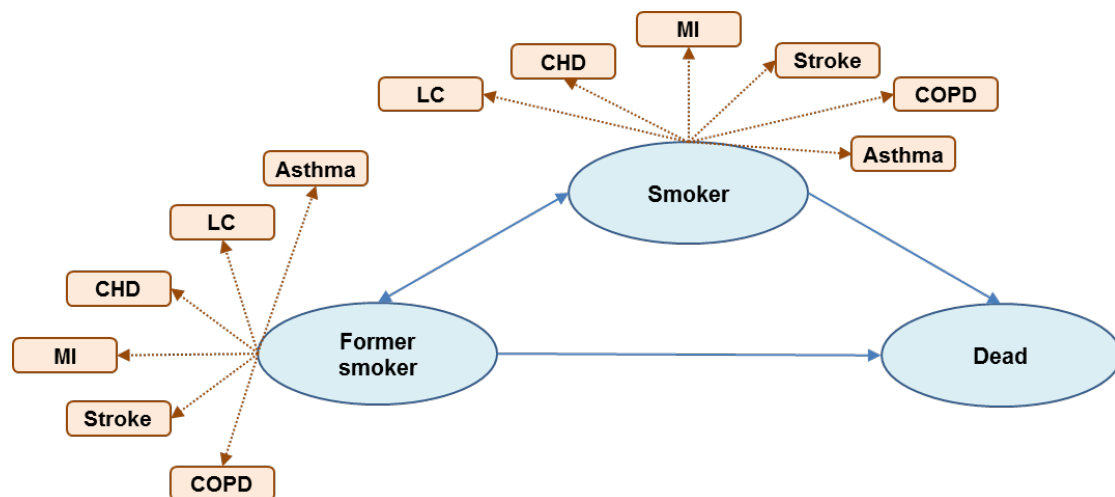 MI
CHD
Stroke
LC
COPD
Asthma
Smoker
Asthma
LC
CHD
MI
Stroke
COPD
Former
smoker
Dead